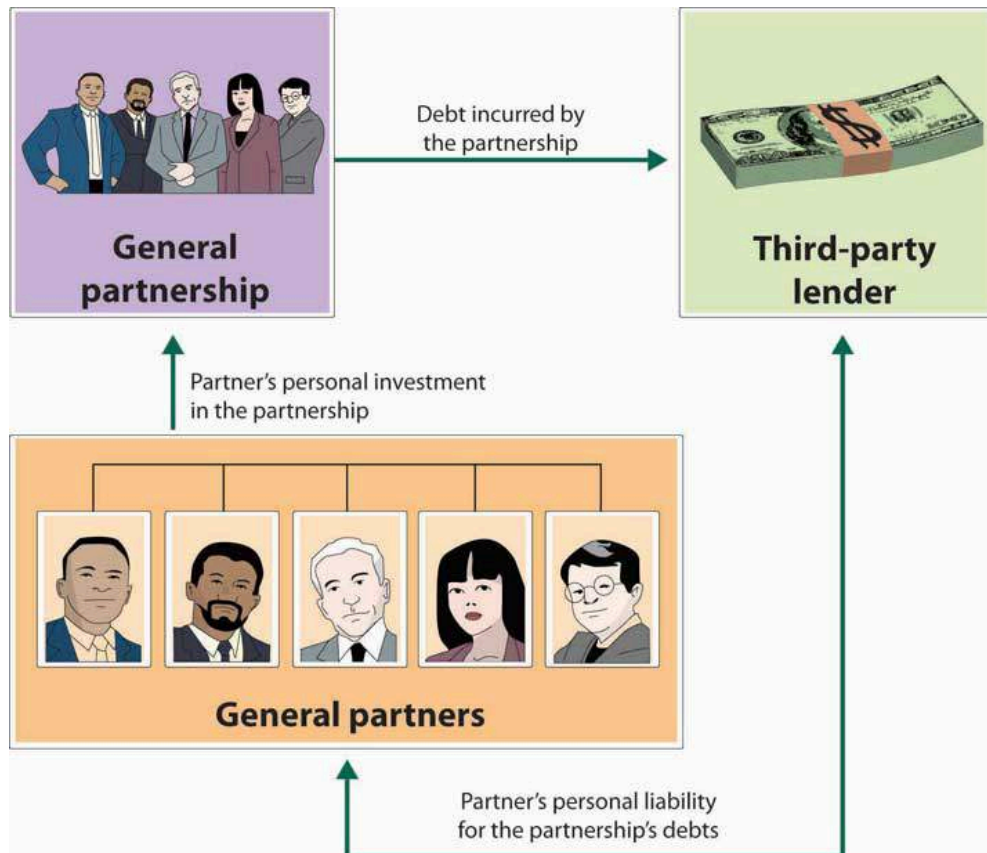 Debt incurred by
the partnership
General
partnership
$
Third-party
lender
Partner’s personal investment
in the partnership
General partners
Partner’s personal liability
for the partnership’s debts